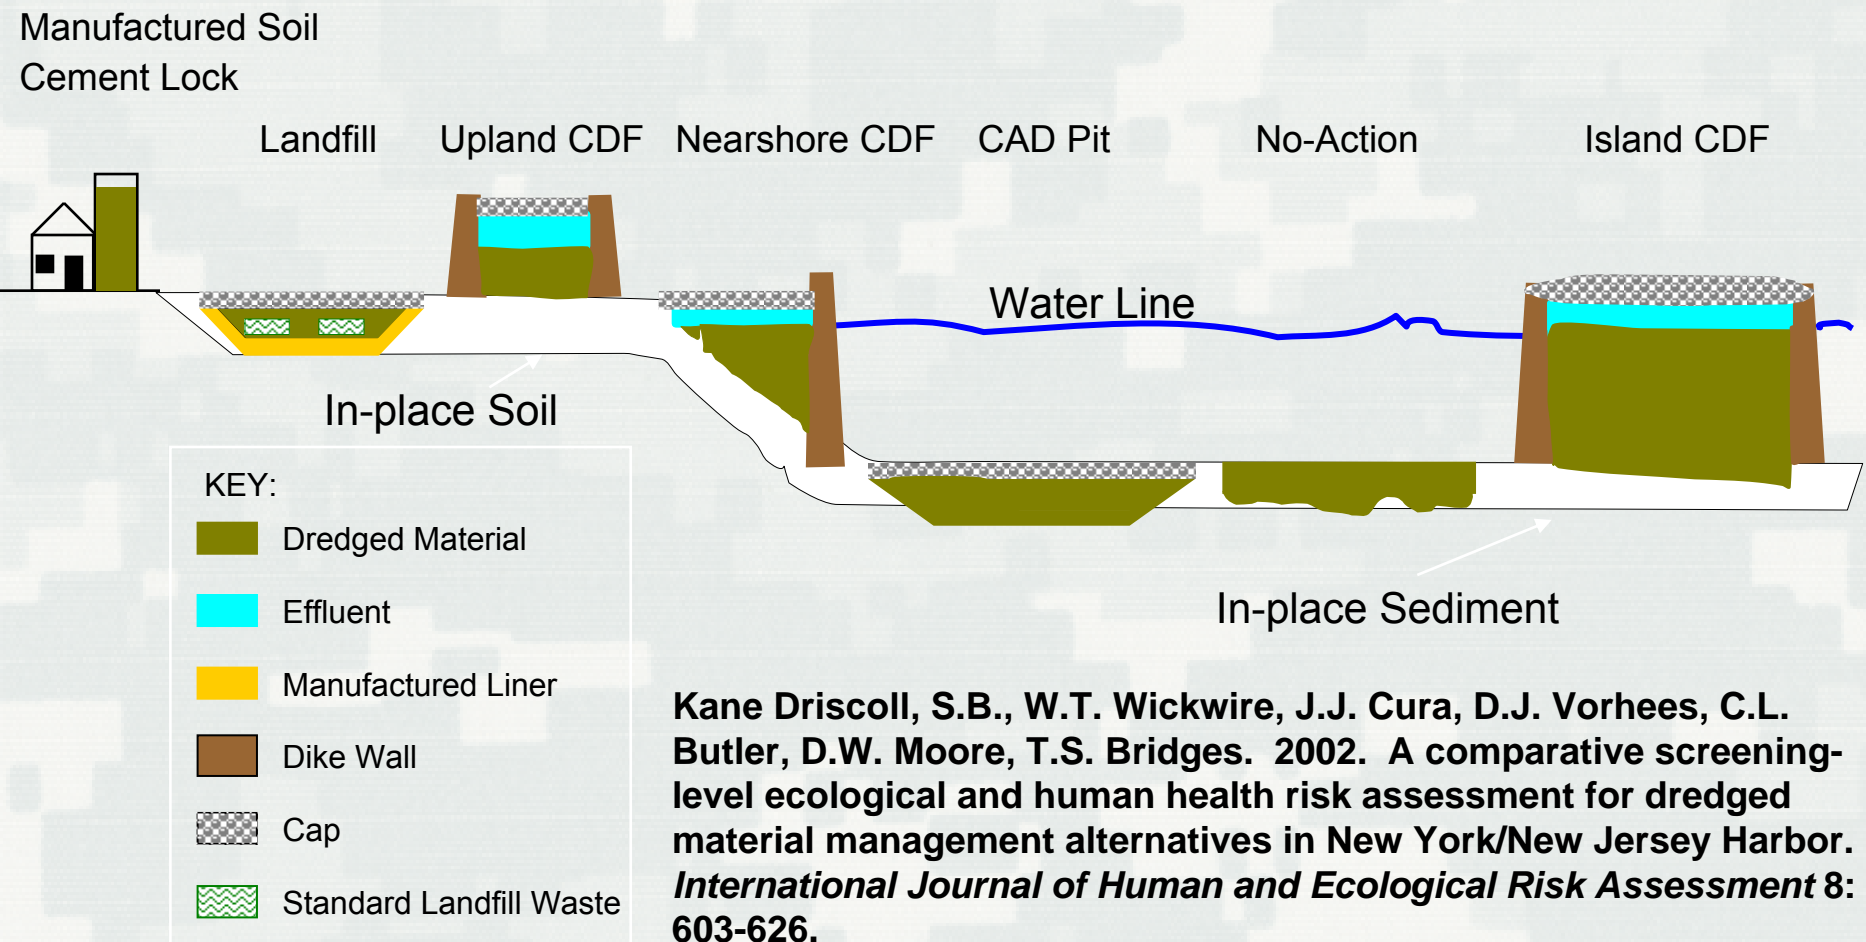 Manufactured Soil
Cement Lock
Landfill
Upland CDF
Nearshore CDF
CAD Pit
No-Action
Island CDF
Water Line
In-place Soil
In-place Sediment
KEY:
Dredged Material
Effluent
Manufactured Liner
Dike Wall
Cap
Standard Landfill Waste
Kane Driscoll, S.B., W.T. Wickwire, J.J. Cura, D.J. Vorhees, C.L.
Butler, D.W. Moore, T.S. Bridges. 2002. A comparative screening-
level ecological and human health risk assessment for dredged
material management alternatives in New York/New Jersey Harbor.
International Journal of Human and Ecological Risk Assessment 8:
603-626.